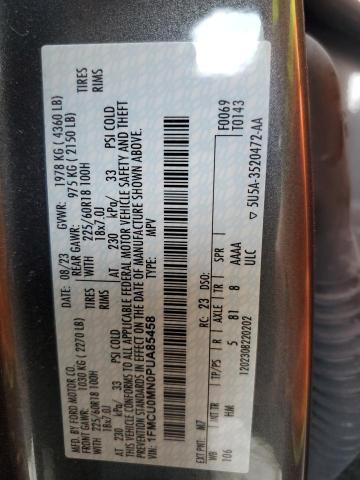 MFD. BY FORD MOTOR CO.
DATE: 08/23 GVWR: 1978 KG ( 4360 LB)
FRONT GAWR: 1030 KG ( 2270 LB) REAR GAWR: 975 KG ( 2150 LB)
225/60R18 100H TIRES WITH 225/60R18 100H TIRES
18x7.0J RIMS 18x7.0J RIMS
AT 230 kPa/ 33 PSI COLD AT 230 kPa/ 33 PSI COLD
THIS VEHICLE CONFORMS TO ALL APPLICABLE FEDERAL MOTOR VEHICLE SAFETY AND THEFT
PREVENTION STANDARDS IN EFFECT ON THE DATE OF MANUFACTURE SHOWN ABOVE.
VIN: 1FMCU0MN0PUA85458 TYPE: MPV
F0069
T0143
EXT PNT: M7 RC: 23 DSO:
WB INT TR TP/PS R AXLE TR SPR
106 HM 5 81 8 AAAA
120230822020​2 ULC
▽ 5U5A-3520472-AA